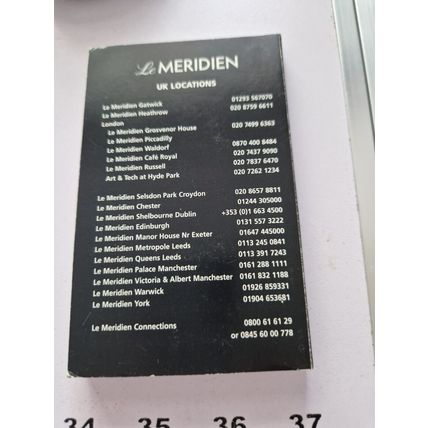 Le MERIDIEN
UK LOCATIONS
Le Meridien Gatwick 01293 567070
Le Meridien Heathrow 020 8759 6611
London
Le Meridien Grosvenor House 020 7499 6363
Le Meridien Piccadilly 0870 400 8484
Le Meridien Waldorf 020 7437 9090
Le Meridien Café Royal 020 7837 6470
Le Meridien Russell 020 7262 1234
Art & Tech at Hyde Park
Le Meridien Selsdon Park Croydon 020 8657 8811
Le Meridien Chester 01244 305000
Le Meridien Shelbourne Dublin +353 (0)1 663 4500
Le Meridien Edinburgh 0131 557 3222
Le Meridien Manor House Nr Exeter 01647 445000
Le Meridien Metropole Leeds 0113 245 0841
Le Meridien Queens Leeds 0113 391 7243
Le Meridien Palace Manchester 0161 288 1111
Le Meridien Victoria & Albert Manchester 0161 832 1188
Le Meridien Warwick 01926 859331
Le Meridien York 01904 653681
Le Meridien Connections 0800 61 61 29
or 0845 60 00 778
34 35 36 37